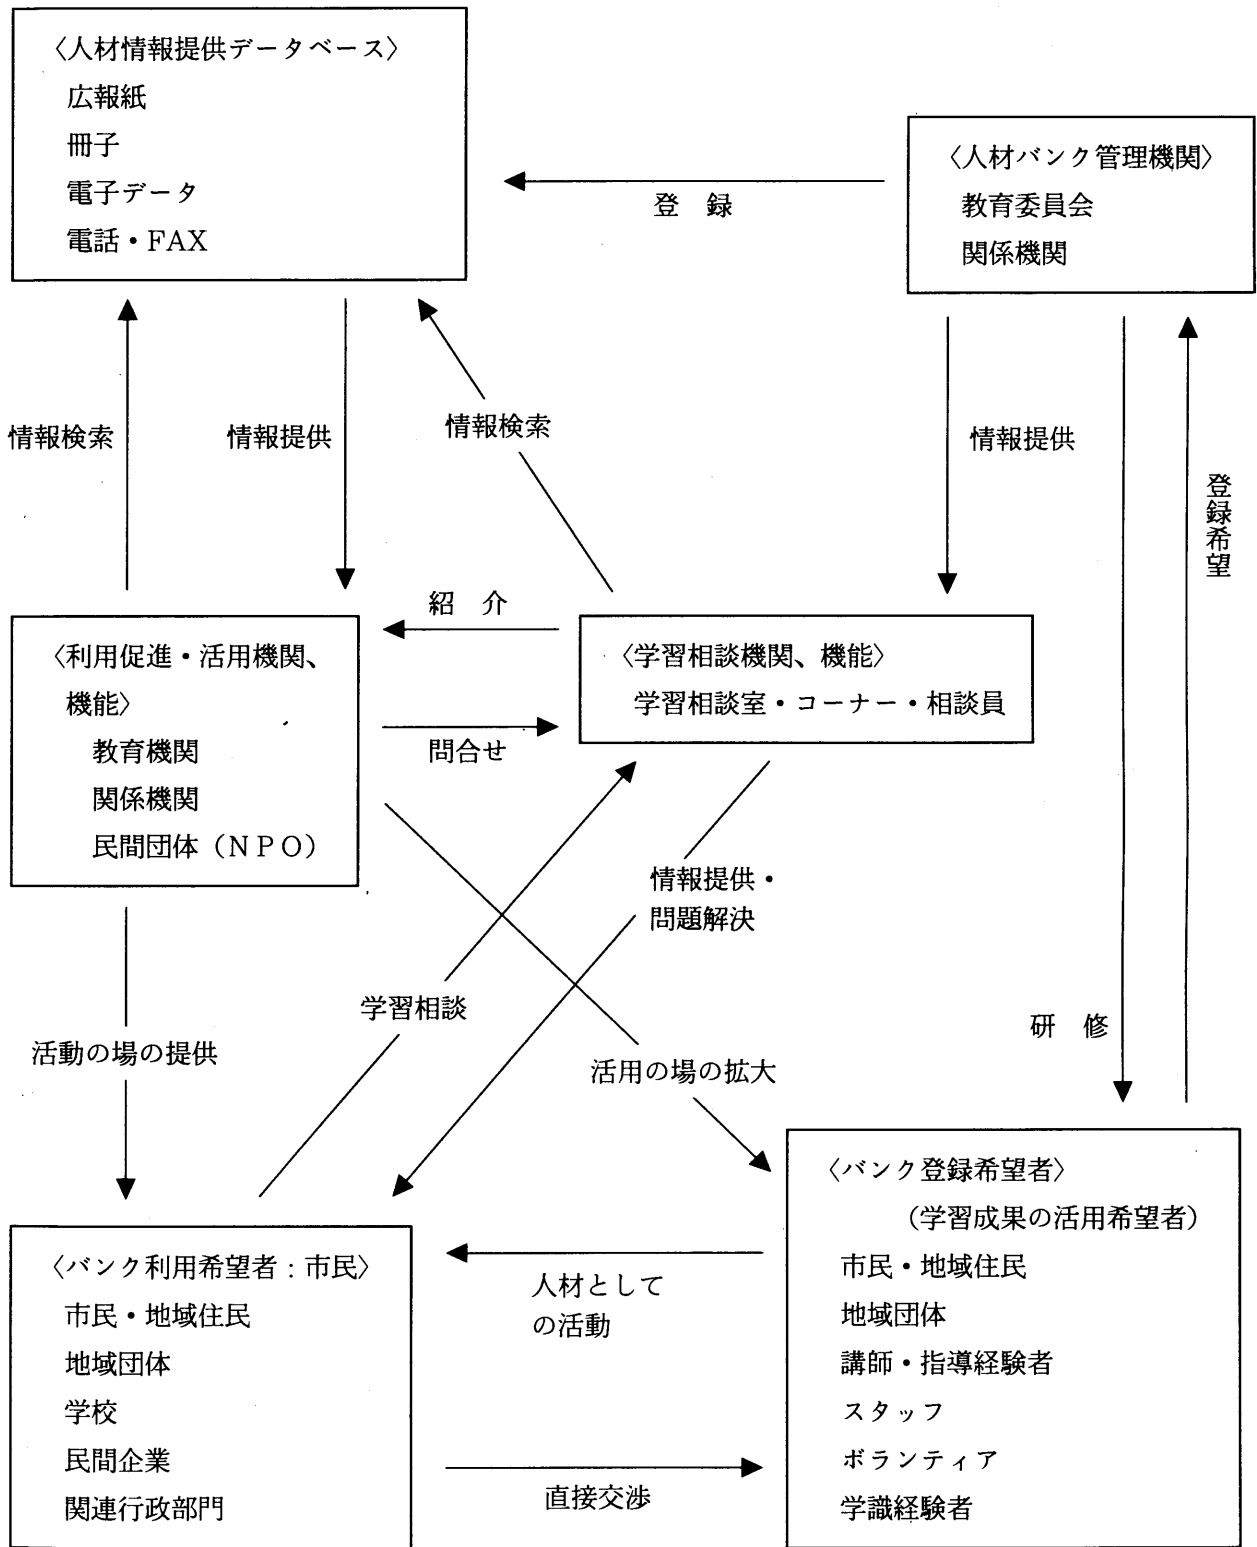 〈人材情報提供データベース〉
広報紙
冊子
電子データ
電話・FAX
〈人材バンク管理機関〉
教育委員会
関係機関
登　録
情報検索
情報提供
情報検索
情報提供
登録希望
紹　介
〈利用促進・活用機関、
機能〉
教育機関
関係機関
民間団体（ＮＰＯ）
〈学習相談機関、機能〉
学習相談室・コーナー・相談員
問合せ
情報提供・
問題解決
学習相談
研　修
活動の場の提供
活用の場の拡大
〈バンク登録希望者〉
（学習成果の活用希望者）
市民・地域住民
地域団体
講師・指導経験者
スタッフ
ボランティア
学識経験者
〈バンク利用希望者：市民〉
市民・地域住民
地域団体
学校
民間企業
関連行政部門
人材として
の活動
直接交渉